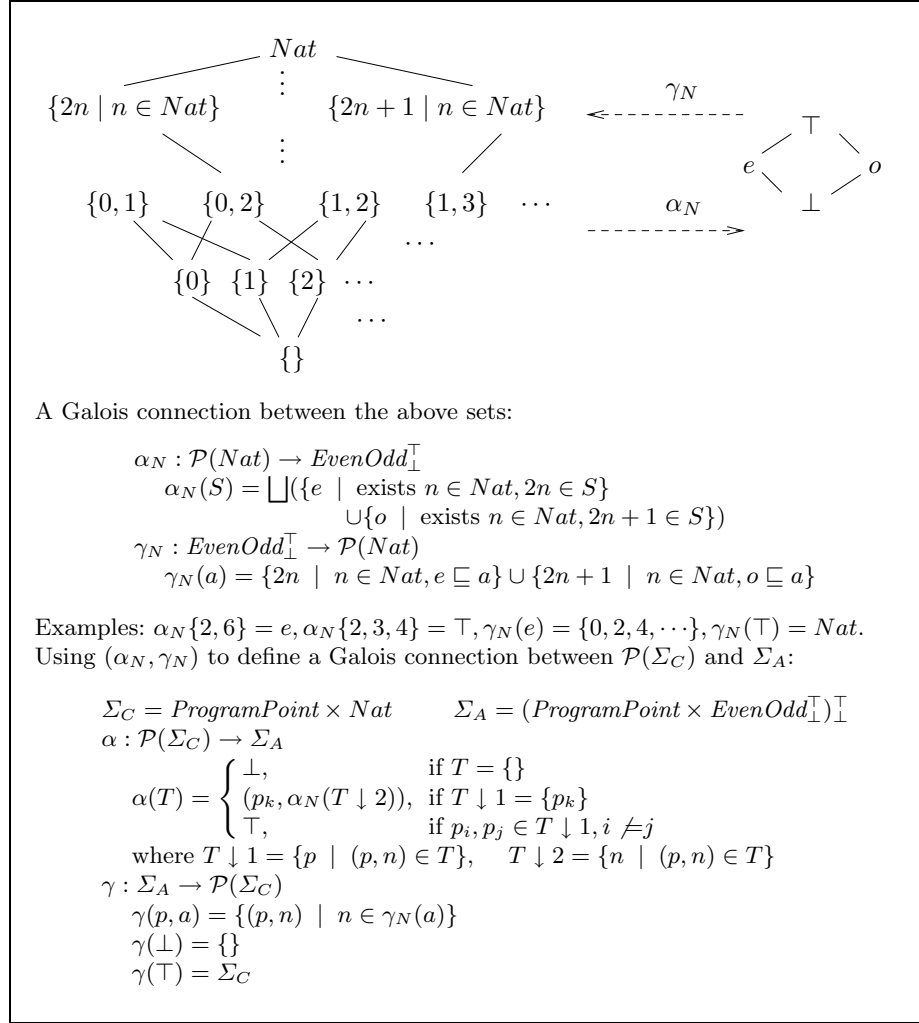 Nat
{2n | n ∈ Nat} {2n + 1 | n ∈ Nat} γ_N
⊤
e o
{0, 1} {0, 2} {1, 2} {1, 3} ··· α_N ⊥
···
{0} {1} {2} ···
···
{}
A Galois connection between the above sets:
α_N : P(Nat) → EvenOdd⊤⊥
α_N(S) = ⊔({e | exists n ∈ Nat, 2n ∈ S}
∪{o | exists n ∈ Nat, 2n + 1 ∈ S})
γ_N : EvenOdd⊤⊥ → P(Nat)
γ_N(a) = {2n | n ∈ Nat, e ⊑ a} ∪ {2n + 1 | n ∈ Nat, o ⊑ a}
Examples: α_N{2, 6} = e, α_N{2, 3, 4} = ⊤, γ_N(e) = {0, 2, 4, ···}, γ_N(⊤) = Nat.
Using (α_N, γ_N) to define a Galois connection between P(Σ_C) and Σ_A:
Σ_C = ProgramPoint × Nat Σ_A = (ProgramPoint × EvenOdd⊤⊥)⊤⊥
α : P(Σ_C) → Σ_A
α(T) = { ⊥, if T = {}
(p_k, α_N(T ↓ 2)), if T ↓ 1 = {p_k}
⊤, if p_i, p_j ∈ T ↓ 1, i ≠ j
where T ↓ 1 = {p | (p, n) ∈ T}, T ↓ 2 = {n | (p, n) ∈ T}
γ : Σ_A → P(Σ_C)
γ(p, a) = {(p, n) | n ∈ γ_N(a)}
γ(⊥) = {}
γ(⊤) = Σ_C